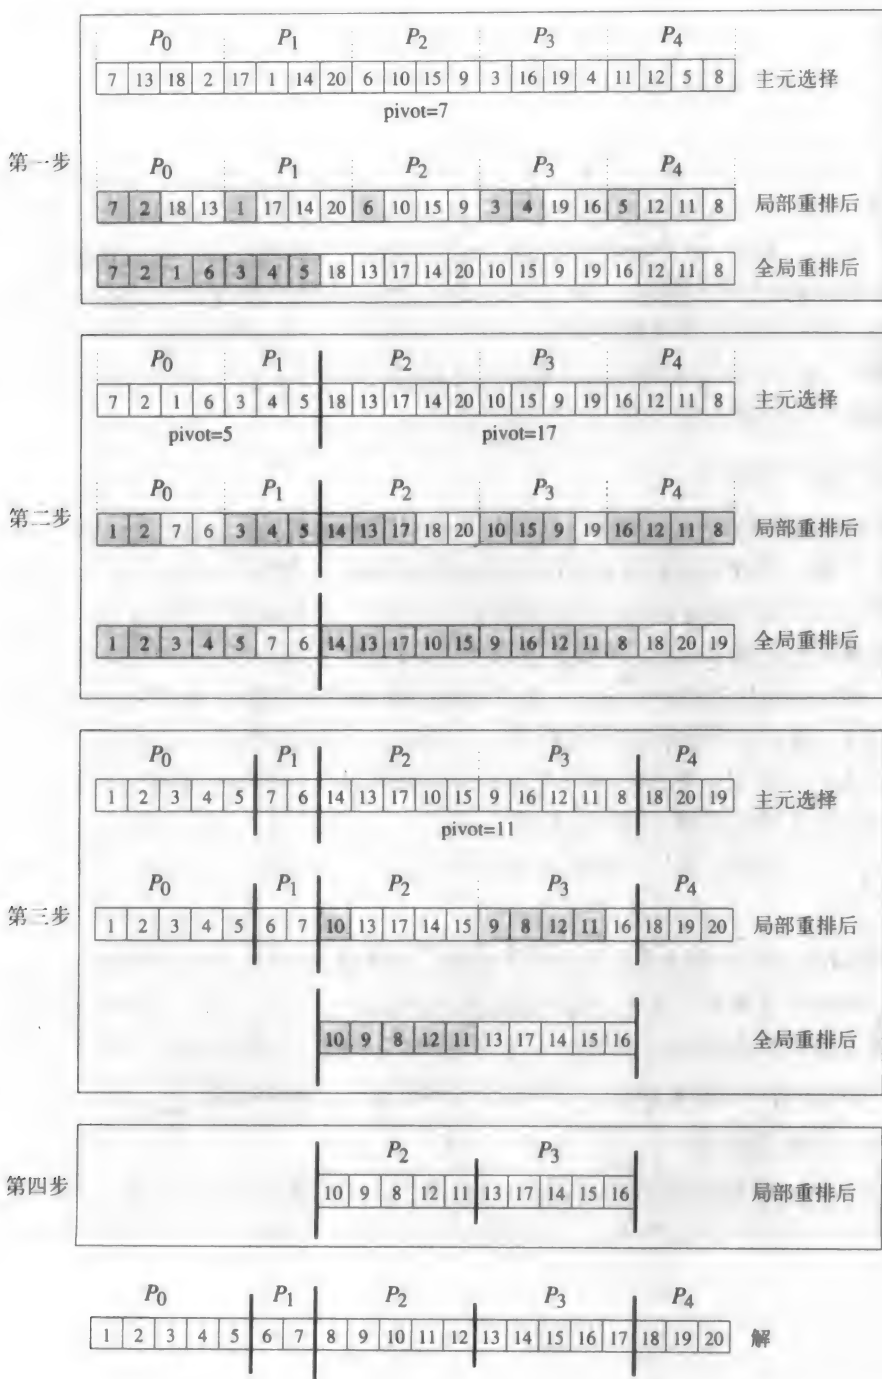 P0 P1 P2 P3 P4
7 13 18 2 17 1 14 20 6 10 15 9 3 16 19 4 11 12 5 8 主元选择
pivot=7
第一步
P0 P1 P2 P3 P4
7 2 18 13 1 17 14 20 6 10 15 9 3 4 19 16 5 12 11 8 局部重排后
7 2 1 6 3 4 5 18 13 17 14 20 10 15 9 19 16 12 11 8 全局重排后
P0 P1 P2 P3 P4
7 2 1 6 3 4 5 18 13 17 14 20 10 15 9 19 16 12 11 8 主元选择
pivot=5 pivot=17
第二步
P0 P1 P2 P3 P4
1 2 7 6 3 4 5 14 13 17 18 20 10 15 9 19 16 12 11 8 局部重排后
1 2 3 4 5 7 6 14 13 17 10 15 9 16 12 11 8 18 20 19 全局重排后
P0 P1 P2 P3 P4
1 2 3 4 5 7 6 14 13 17 10 15 9 16 12 11 8 18 20 19 主元选择
pivot=11
第三步
P0 P1 P2 P3 P4
1 2 3 4 5 6 7 10 13 17 14 15 9 8 12 11 16 18 19 20 局部重排后
10 9 8 12 11 13 17 14 15 16 全局重排后
第四步
P2 P3
10 9 8 12 11 13 17 14 15 16 局部重排后
P0 P1 P2 P3 P4
1 2 3 4 5 6 7 8 9 10 11 12 13 14 15 16 17 18 19 20 解